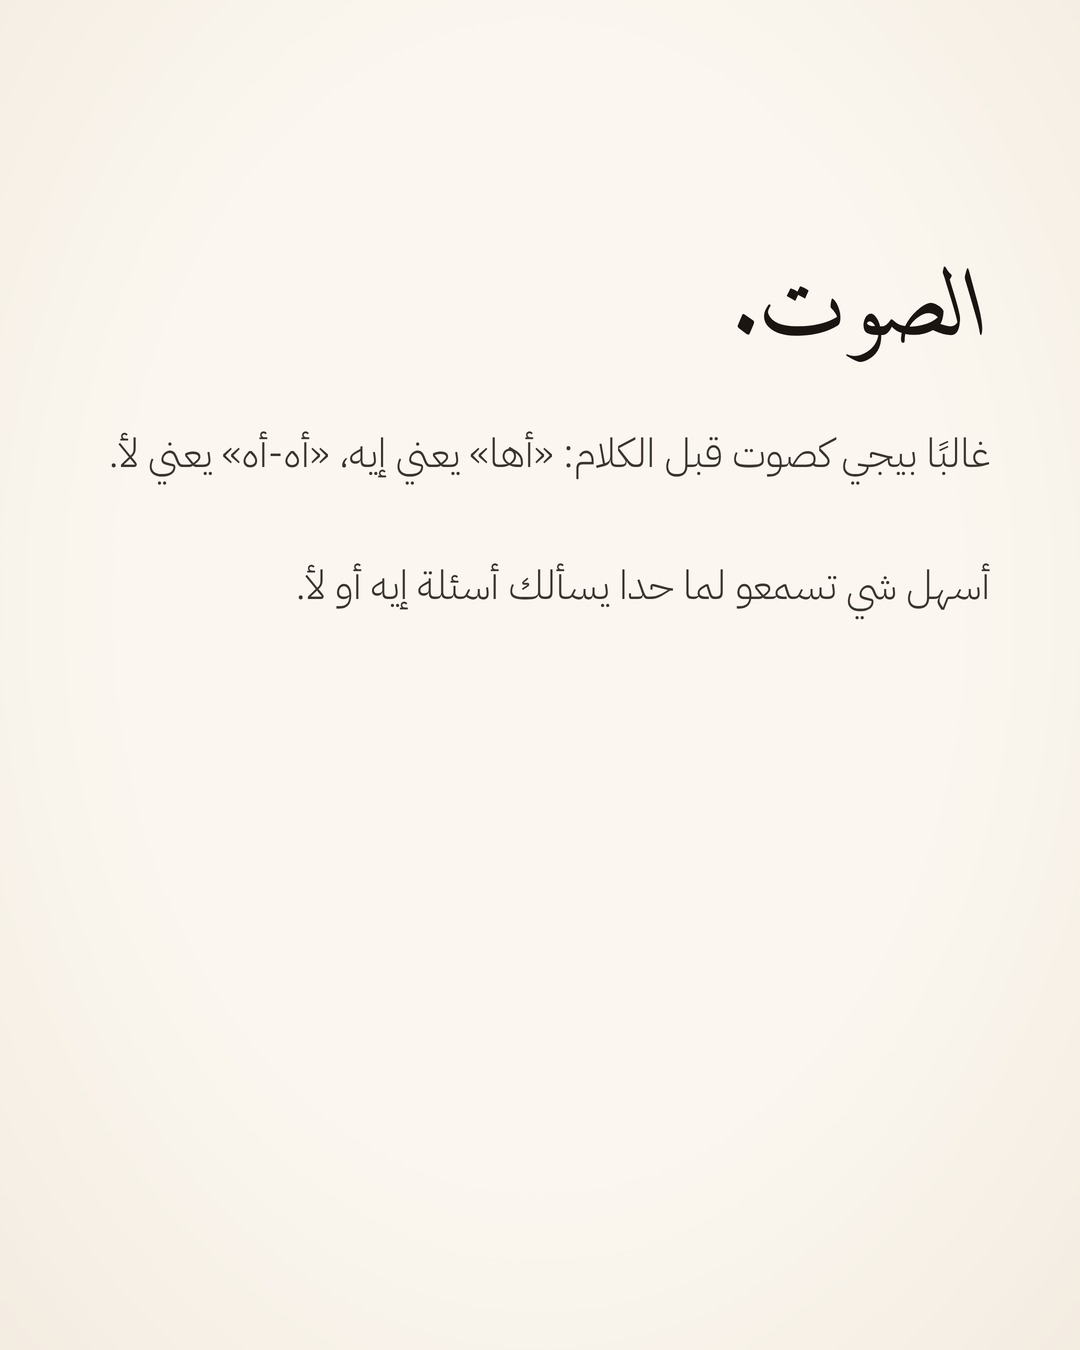 الصوت.
غالبًا بيجي كصوت قبل الكلام: «أها» يعني إيه، «أه-أه» يعني لأ.
أسهل شي تسمعو لما حدا يسألك أسئلة إيه أو لأ.